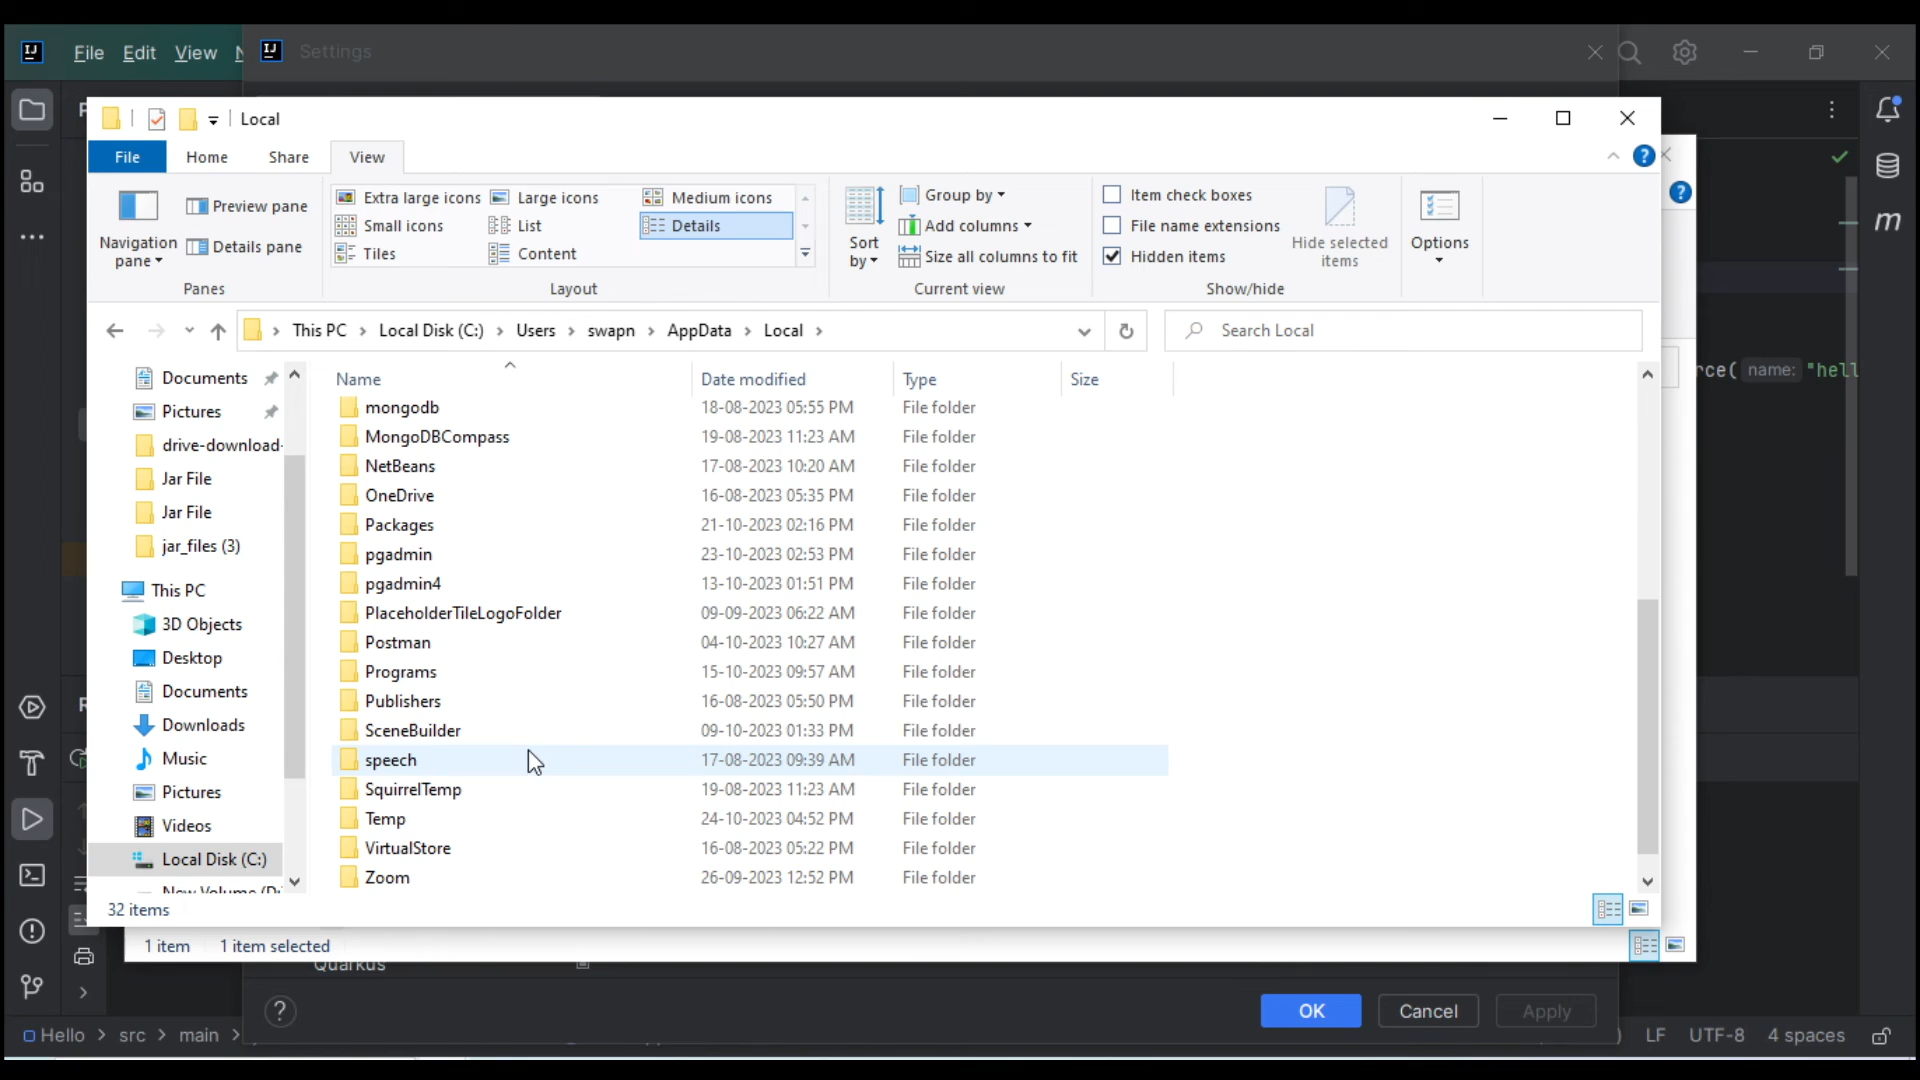 File Edit View
Settings
Local
File Home Share View
Navigation pane
Preview pane
Details pane
Panes
Extra large icons Large icons Medium icons
Small icons List Details
Tiles Content
Layout
Sort by
Group by
Add columns
Size all columns to fit
Current view
Item check boxes
File name extensions
Hidden items
Hide selected items
Show/hide
Options
This PC > Local Disk (C:) > Users > swapn > AppData > Local >
Search Local
Documents
Pictures
drive-download-
Jar File
Jar File
jar_files (3)
This PC
3D Objects
Desktop
Documents
Downloads
Music
Pictures
Videos
Local Disk (C:)
Name Date modified Type Size
mongodb 18-08-2023 05:55 PM File folder
MongoDBCompass 19-08-2023 11:23 AM File folder
NetBeans 17-08-2023 10:20 AM File folder
OneDrive 16-08-2023 05:35 PM File folder
Packages 21-10-2023 02:16 PM File folder
pgadmin 23-10-2023 02:53 PM File folder
pgadmin4 13-10-2023 01:51 PM File folder
PlaceholderTileLogoFolder 09-09-2023 06:22 AM File folder
Postman 04-10-2023 10:27 AM File folder
Programs 15-10-2023 09:57 AM File folder
Publishers 16-08-2023 05:50 PM File folder
SceneBuilder 09-10-2023 01:33 PM File folder
speech 17-08-2023 09:39 AM File folder
SquirrelTemp 19-08-2023 11:23 AM File folder
Temp 24-10-2023 04:52 PM File folder
VirtualStore 16-08-2023 05:22 PM File folder
Zoom 26-09-2023 12:52 PM File folder
32 items
1 item 1 item selected
rce( name: "hell
Quarkus
OK Cancel Apply
Hello > src > main >
LF UTF-8 4 spaces